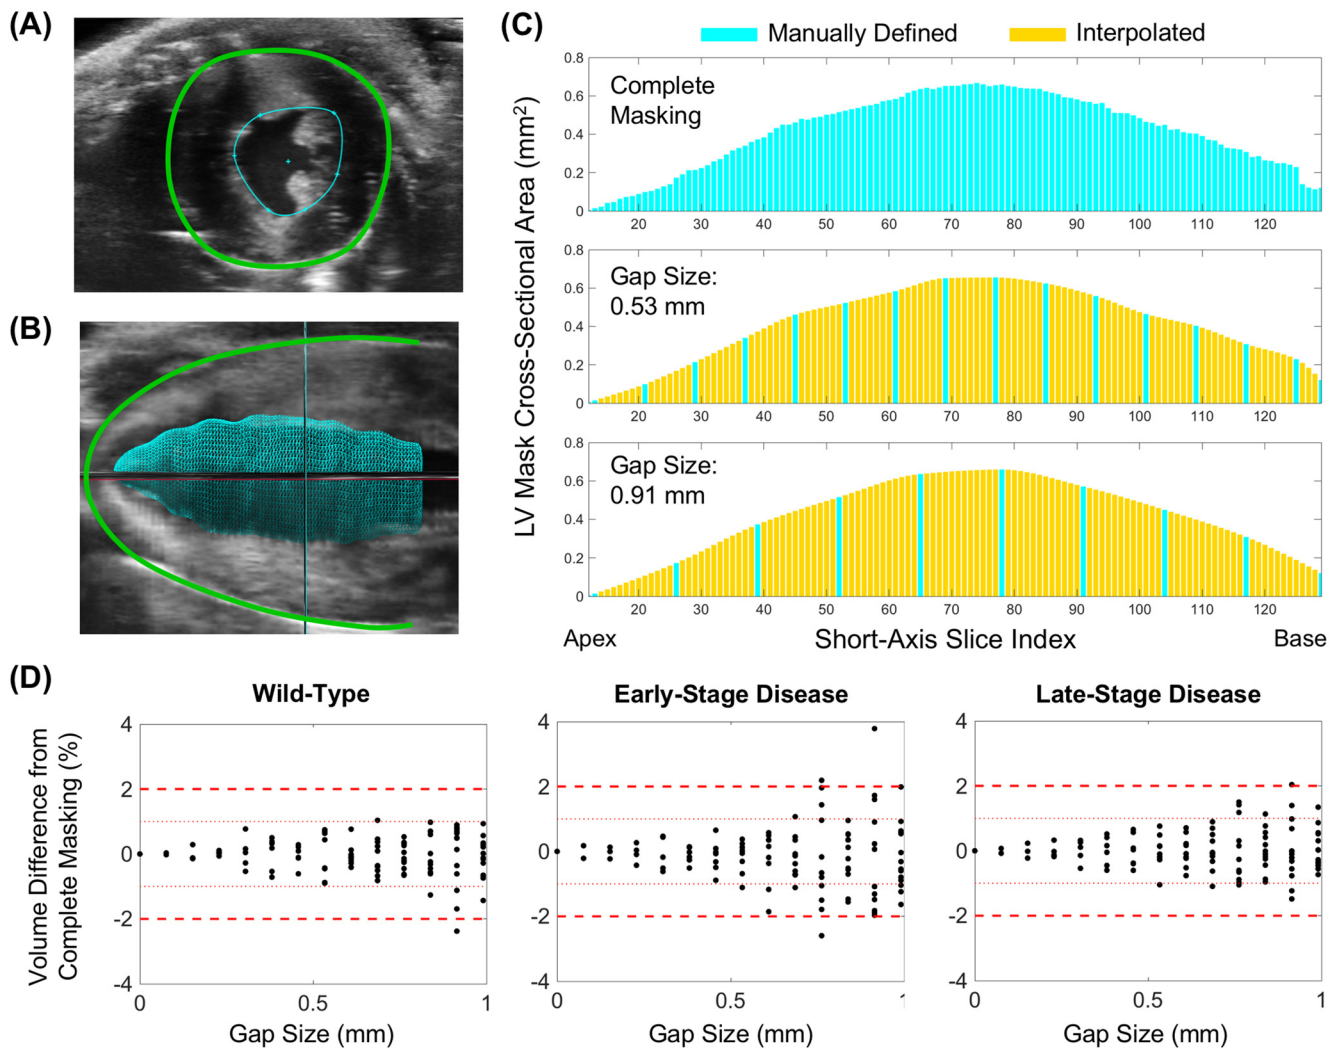 (A)
(B)
(C)
Manually Defined
Interpolated
LV Mask Cross-Sectional Area (mm²)
Complete
Masking
0.8
0.6
0.4
0.2
0
20 30 40 50 60 70 80 90 100 110 120
Gap Size:
0.53 mm
0.8
0.6
0.4
0.2
0
20 30 40 50 60 70 80 90 100 110 120
Gap Size:
0.91 mm
0.8
0.6
0.4
0.2
0
20 30 40 50 60 70 80 90 100 110 120
Apex Short-Axis Slice Index Base
(D)
Volume Difference from
Complete Masking (%)
Wild-Type
4
2
0
-2
-4
0 0.5 1
Gap Size (mm)
Early-Stage Disease
4
2
0
-2
-4
0 0.5 1
Gap Size (mm)
Late-Stage Disease
4
2
0
-2
-4
0 0.5 1
Gap Size (mm)